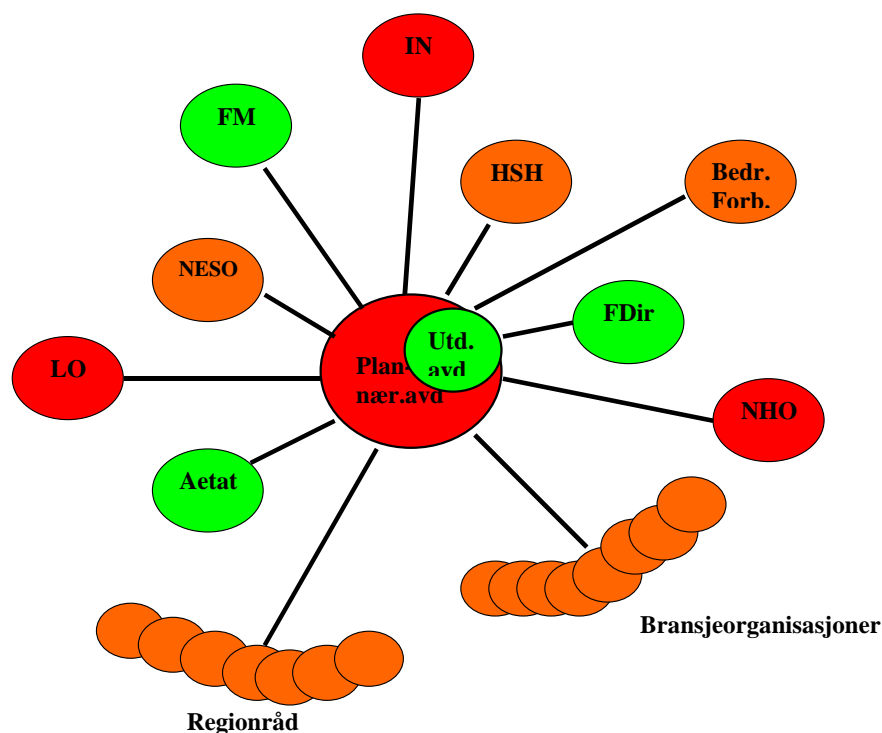 IN
FM
HSH
Bedr.
Forb.
NESO
FDir
Utd.
avd
LO
Plan-
nær.avd
NHO
Aetat
Bransjeorganisasjoner
Regionråd